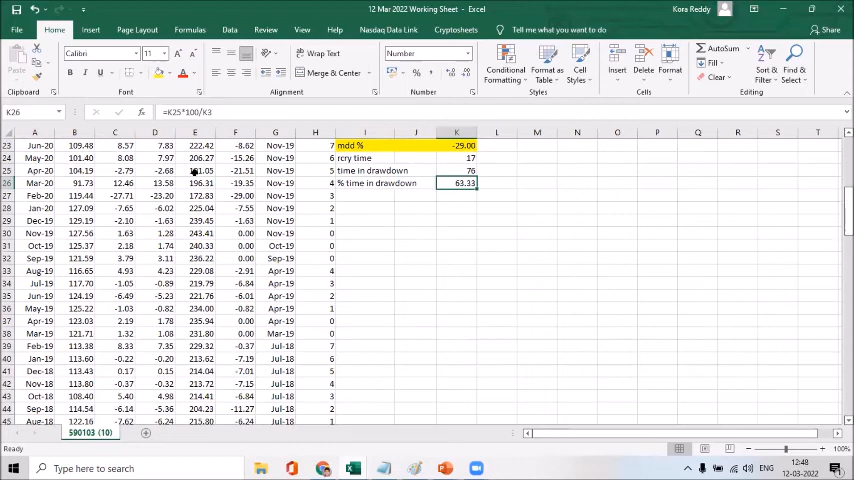 12 Mar 2022 Working Sheet - Excel
Kora Reddy
File Home Insert Page Layout Formulas Data Review View Nasdaq Data Link Cryptosheets Tell me what you want to do Share
Calibri 11 Wrap Text Number AutoSum
Fill
Paste B I U Merge & Center % Conditional Formatting Format as Table Cell Styles Insert Delete Format Clear Sort & Filter Find & Select
Clipboard Font Alignment Number Styles Cells Editing
K26 =K25*100/K3
A B C D E F G H I J K L M N O P Q R S T U
23 Jun-20 109.48 8.57 7.83 222.42 -8.62 Nov-19 7 mdd % -29.00
24 May-20 101.40 8.08 7.97 206.27 -15.26 Nov-19 6 rcry time 17
25 Apr-20 104.19 -2.79 -2.68 -21.51 Nov-19 5 time in drawdown 76
26 Mar-20 91.73 12.46 13.58 196.31 -19.35 Nov-19 4 % time in drawdown 63.33
27 Feb-20 119.44 -27.71 -23.20 172.83 -29.00 Nov-19 3
28 Jan-20 127.00 -7.56 -5.95 225.04 -7.55 Nov-19 2
29 Dec-19 129.19 -2.10 -1.63 239.45 -1.63 Nov-19 1
30 Nov-19 127.56 1.63 1.28 243.41 0.00 Nov-19 0
31 Oct-19 125.37 2.18 1.74 240.33 0.00 Oct-19 0
32 Sep-19 121.59 3.79 3.11 236.22 0.00 Sep-19 0
33 Aug-19 116.65 4.93 4.23 229.08 -2.91 Apr-19 4
34 Jul-19 117.70 -1.05 -0.89 219.79 -6.84 Apr-19 3
35 Jun-19 124.19 -6.49 -5.23 221.76 -6.01 Apr-19 2
36 May-19 125.22 -1.03 -0.82 234.00 -0.82 Apr-19 1
37 Apr-19 123.03 2.19 1.78 235.94 0.00 Apr-19 0
38 Mar-19 121.71 1.32 1.08 231.80 0.00 Mar-19 0
39 Feb-19 113.38 8.33 7.35 229.32 -0.37 Jul-18 7
40 Jan-19 113.60 -0.22 -0.20 213.62 -7.19 Jul-18 6
41 Dec-18 113.43 0.17 0.15 214.04 -7.01 Jul-18 5
42 Nov-18 113.80 -0.37 -0.32 213.72 -7.15 Jul-18 4
43 Oct-18 108.40 5.40 4.98 214.41 -6.84 Jul-18 3
44 Sep-18 114.54 -6.14 -5.36 204.23 -11.27 Jul-18 2
45 Aug-18 122.16 -7.62 -6.24 215.80 -6.24 Jul-18 1
590103 (10)
Ready 100%
Type here to search ENG 12:48
12-03-2022